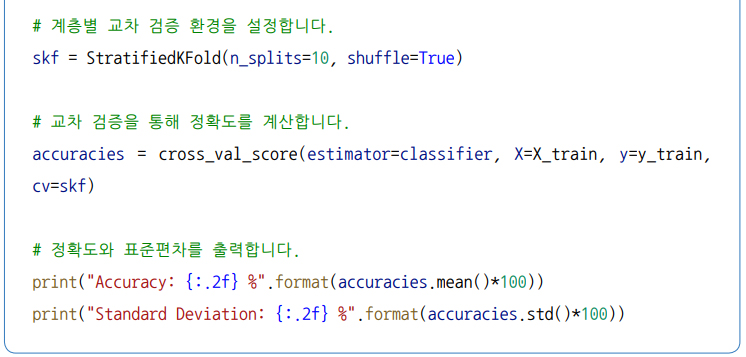 # 계층별 교차 검증 환경을 설정합니다.
skf = StratifiedKFold(n_splits=10, shuffle=True)
# 교차 검증을 통해 정확도를 계산합니다.
accuracies = cross_val_score(estimator=classifier, X=X_train, y=y_train,
cv=skf)
# 정확도와 표준편차를 출력합니다.
print("Accuracy: {:.2f} %".format(accuracies.mean()*100))
print("Standard Deviation: {:.2f} %".format(accuracies.std()*100))